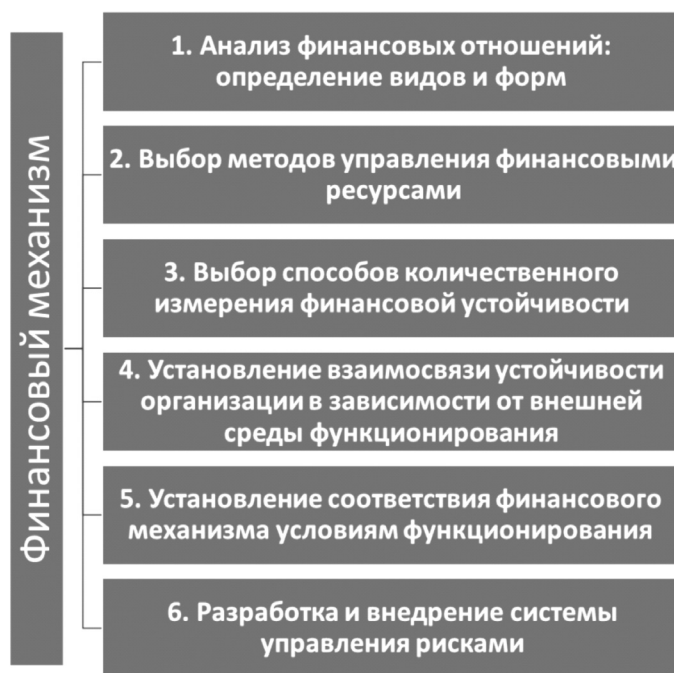 Финансовый механизм
1. Анализ финансовых отношений:
определение видов и форм
2. Выбор методов управления финансовыми
ресурсами
3. Выбор способов количественного
измерения финансовой устойчивости
4. Установление взаимосвязи устойчивости
организации в зависимости от внешней
среды функционирования
5. Установление соответствия финансового
механизма условиям функционирования
6. Разработка и внедрение системы
управления рисками